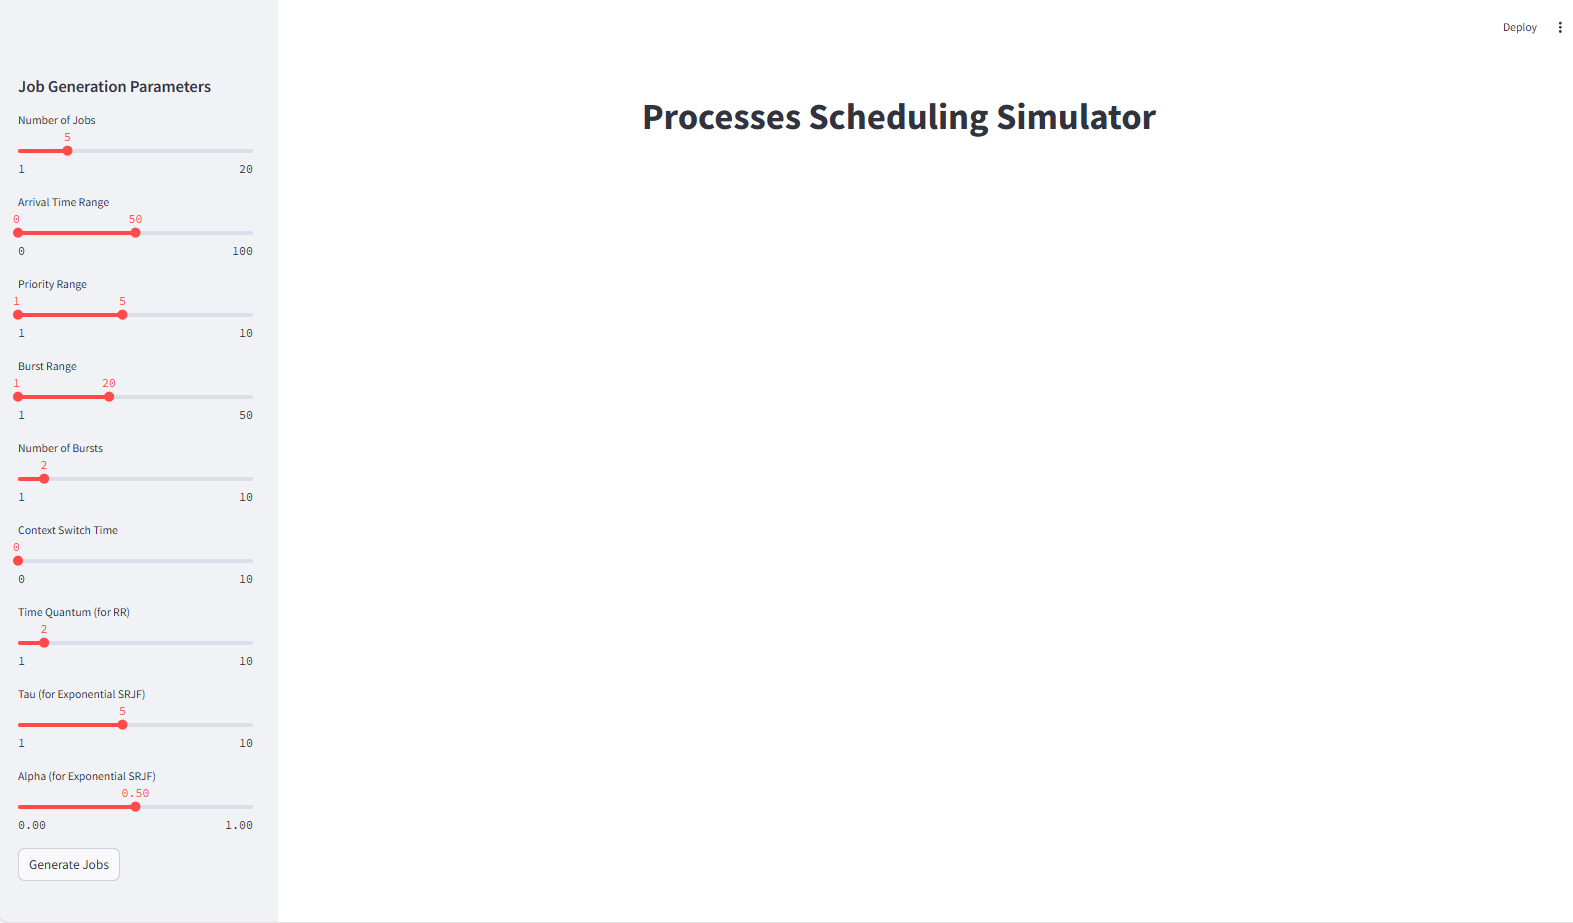 Deploy
Job Generation Parameters
Processes Scheduling Simulator
Number of Jobs
5
1 20
Arrival Time Range
0 50
0 100
Priority Range
1 5
1 10
Burst Range
1 20
1 50
Number of Bursts
2
1 10
Context Switch Time
0
0 10
Time Quantum (for RR)
2
1 10
Tau (for Exponential SRJF)
5
1 10
Alpha (for Exponential SRJF)
0.50
0.00 1.00
Generate Jobs